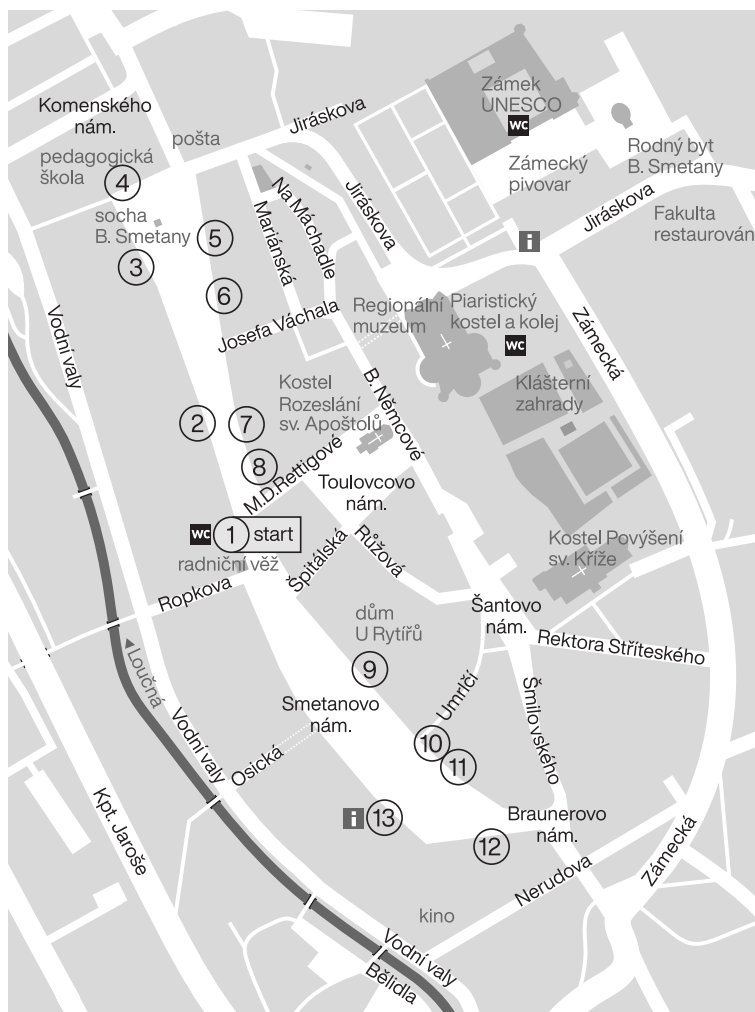 Komenského
nám.
pedagogická
škola
4
pošta
Jiráskova
Zámek
UNESCO
WC
Zámecký
pivovar
Rodný byt
B. Smetany
Jiráskova
Fakulta
restaurován
socha
B. Smetany
3
5
6
Mariánská
Na Máchadle
Jiráskova
i
Josefa Váchala
Regionální
muzeum
Piaristický
kostel a kolej
WC
Klášterní
zahrady
Zámecká
Vodní valy
2
7
8
Kostel
Rozeslání
sv. Apoštolů
B. Němcové
M.D.Rettigové
Toulovcovo
nám.
WC
1 start
radniční věž
Špitálská
Růžová
Kostel Povýšení
sv. Kříže
Ropkova
dům
U Rytířů
9
Šantovo
nám.
Rektora Stříteského
Loučná
Smetanovo
nám.
Umrlčí
10
11
Šmilovského
Vodní valy
Osická
Kpt. Jaroše
i
13
Braunerovo
nám.
12
Nerudova
Zámecká
kino
Vodní valy
Bělidla